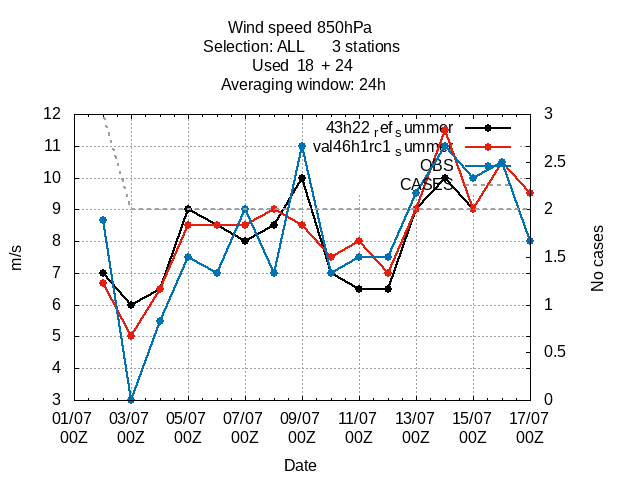 Wind speed 850hPa
Selection: ALL 3 stations
Used 18 + 24
Averaging window: 24h
12 3
43h22_ref_summer
11
val46h1rc1_summer
2.5
OBS
10
CASES
9 2
8
1.5
7
6 1
5
0.5
4
3 0
m/s
No cases
01/07 03/07 05/07 07/07 09/07 11/07 13/07 15/07 17/07
00Z 00Z 00Z 00Z 00Z 00Z 00Z 00Z 00Z
Date